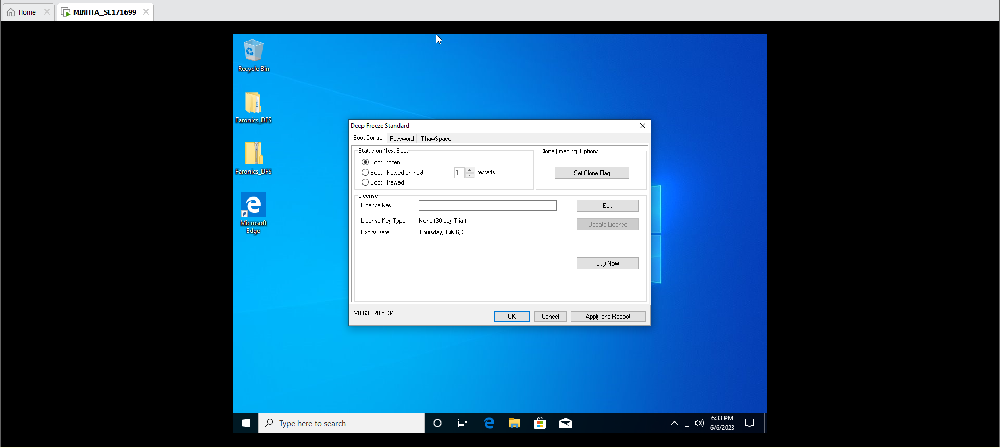 Home
MINHTA_SE171699
Recycle Bin
Faronics_DFS
Faronics_DFS
Microsoft
Edge
Deep Freeze Standard
Boot Control
Password
ThawSpace
Status on Next Boot
Boot Frozen
Boot Thawed on next
1
restarts
Boot Thawed
Clone (Imaging) Options
Set Clone Flag
License
License Key
Edit
License Key Type
None (30-day Trial)
Update License
Expiry Date
Thursday, July 6, 2023
Buy Now
V8.63.020.5634
OK
Cancel
Apply and Reboot
Type here to search
6:33 PM
6/6/2023